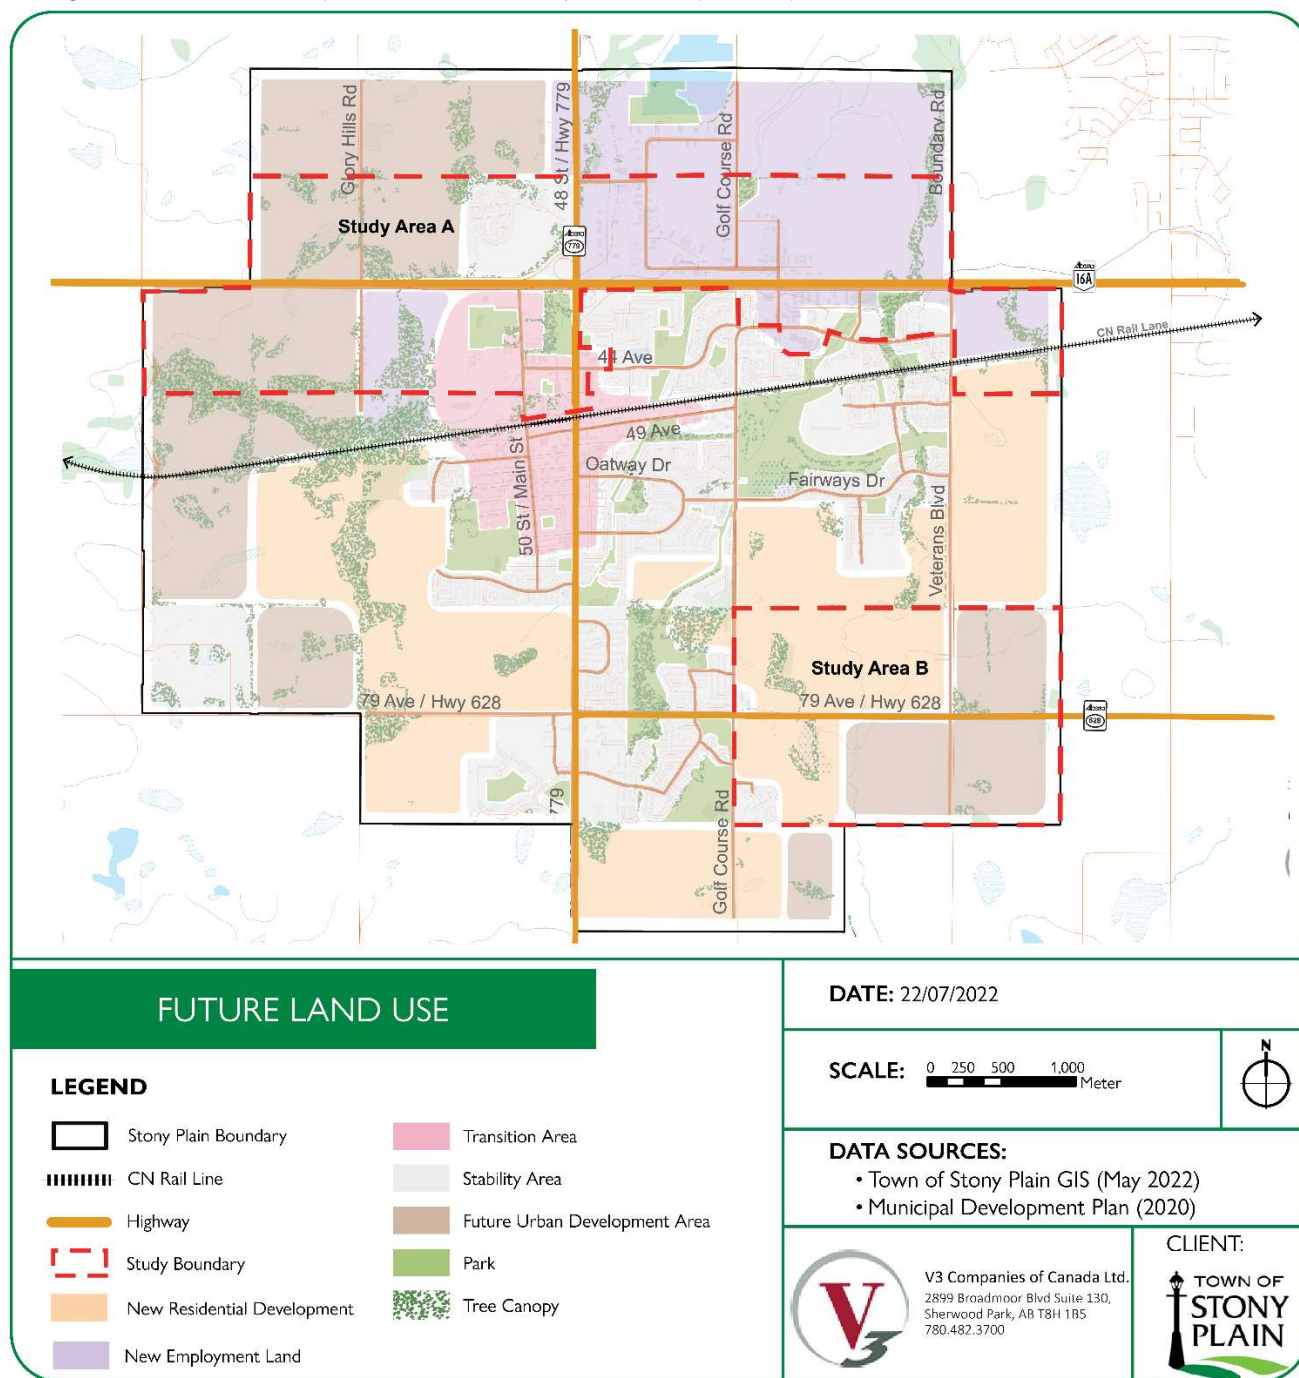 Glory Hills Rd
48 St / Hwy 779
Golf Course Rd
Boundary Rd
Study Area A
Alberta
779
Alberta
16A
CN Rail Lane
44 Ave
49 Ave
50 St / Main St
Oatway Dr
Fairways Dr
Veterans Blvd
Study Area B
79 Ave / Hwy 628
79 Ave / Hwy 628
Alberta
628
779
Golf Course Rd
FUTURE LAND USE
LEGEND
Stony Plain Boundary
CN Rail Line
Highway
Study Boundary
New Residential Development
New Employment Land
Transition Area
Stability Area
Future Urban Development Area
Park
Tree Canopy
DATE: 22/07/2022
SCALE: 0 250 500 1,000
Meter
N
DATA SOURCES:
• Town of Stony Plain GIS (May 2022)
• Municipal Development Plan (2020)
V3
V3 Companies of Canada Ltd.
2899 Broadmoor Blvd Suite 130,
Sherwood Park, AB T8H 1B5
780.482.3700
CLIENT:
TOWN OF
STONY
PLAIN